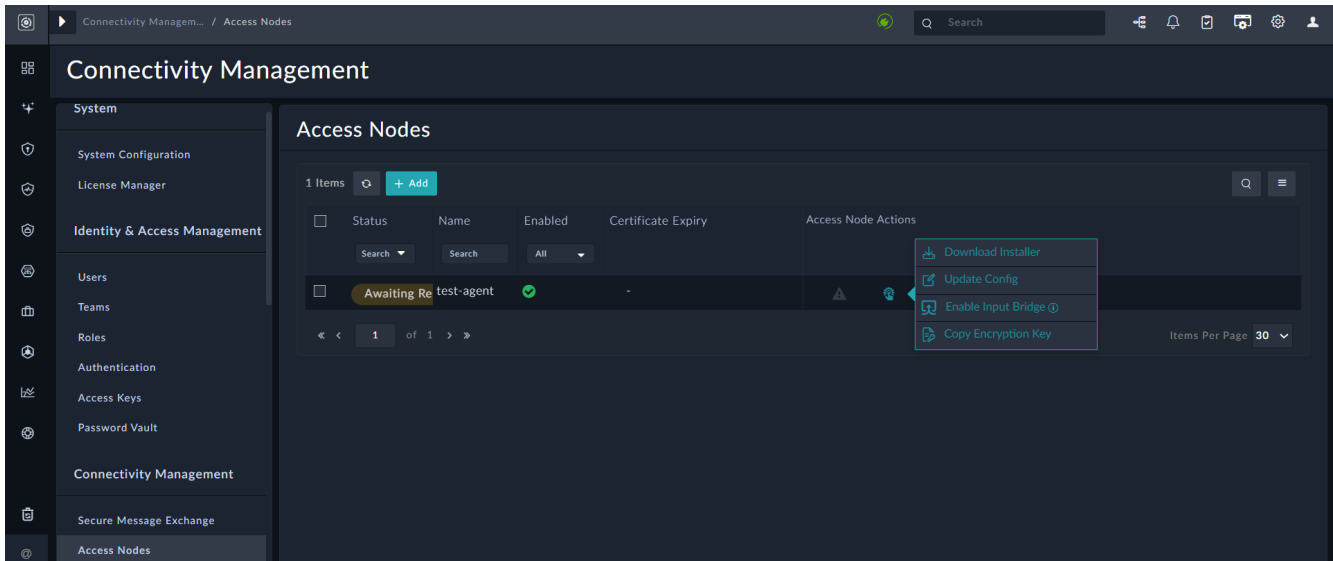 Connectivity Managem... / Access Nodes
Search
Connectivity Management
System
System Configuration
License Manager
Identity & Access Management
Users
Teams
Roles
Authentication
Access Keys
Password Vault
Connectivity Management
Secure Message Exchange
Access Nodes
@
Access Nodes
1 Items + Add
Status Name Enabled Certificate Expiry Access Node Actions
Search Search All
Awaiting Re test-agent -
Download Installer
Update Config
Enable Input Bridge
Copy Encryption Key
« < 1 of 1 > » Items Per Page 30